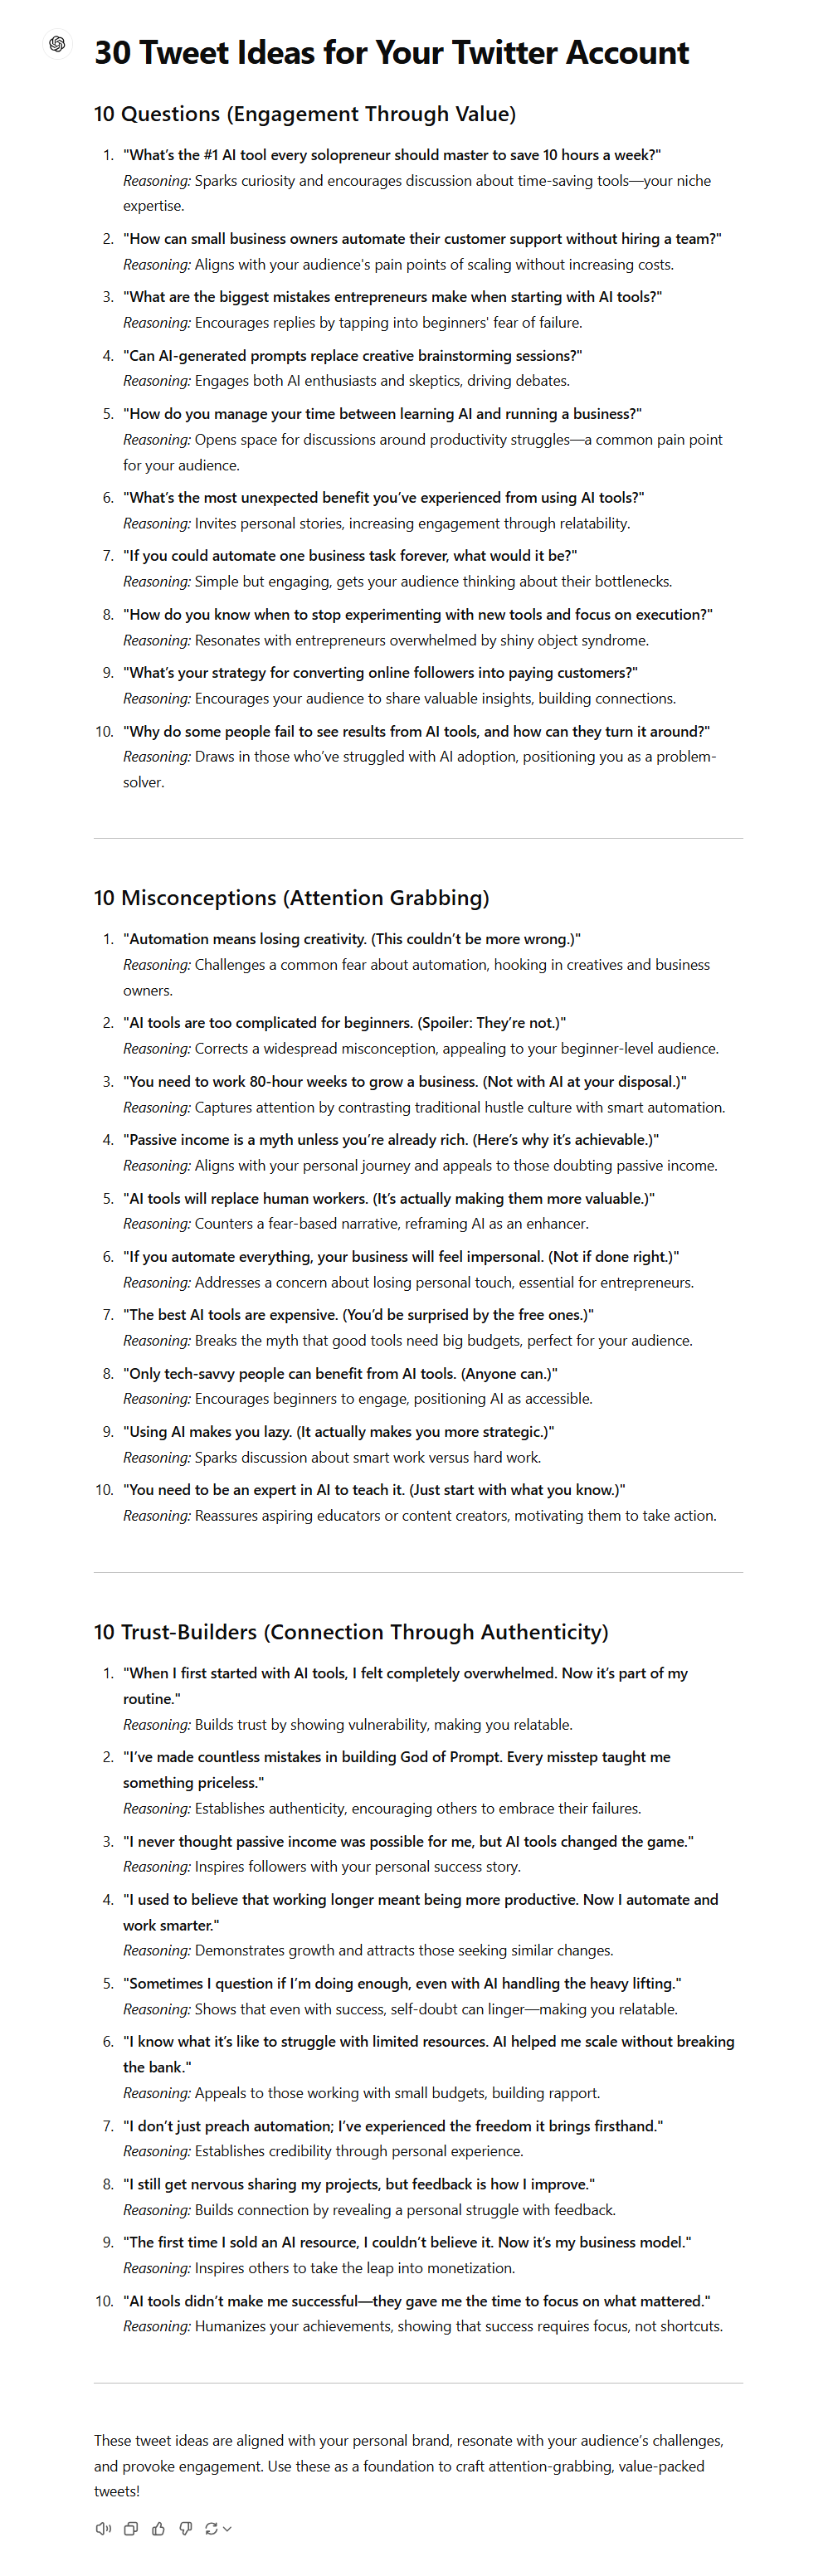 30 Tweet Ideas for Your Twitter Account
10 Questions (Engagement Through Value)
1. "What's the #1 AI tool every solopreneur should master to save 10 hours a week?"
Reasoning: Sparks curiosity and encourages discussion about time-saving tools—your niche
expertise.
2. "How can small business owners automate their customer support without hiring a team?"
Reasoning: Aligns with your audience's pain points of scaling without increasing costs.
3. "What are the biggest mistakes entrepreneurs make when starting with AI tools?"
Reasoning: Encourages replies by tapping into beginners' fear of failure.
4. "Can AI-generated prompts replace creative brainstorming sessions?"
Reasoning: Engages both AI enthusiasts and skeptics, driving debates.
5. "How do you manage your time between learning AI and running a business?"
Reasoning: Opens space for discussions around productivity struggles—a common pain point
for your audience.
6. "What's the most unexpected benefit you've experienced from using AI tools?"
Reasoning: Invites personal stories, increasing engagement through relatability.
7. "If you could automate one business task forever, what would it be?"
Reasoning: Simple but engaging, gets your audience thinking about their bottlenecks.
8. "How do you know when to stop experimenting with new tools and focus on execution?"
Reasoning: Resonates with entrepreneurs overwhelmed by shiny object syndrome.
9. "What's your strategy for converting online followers into paying customers?"
Reasoning: Encourages your audience to share valuable insights, building connections.
10. "Why do some people fail to see results from AI tools, and how can they turn it around?"
Reasoning: Draws in those who've struggled with AI adoption, positioning you as a problem-
solver.
10 Misconceptions (Attention Grabbing)
1. "Automation means losing creativity. (This couldn't be more wrong.)"
Reasoning: Challenges a common fear about automation, hooking in creatives and business
owners.
2. "AI tools are too complicated for beginners. (Spoiler: They're not.)"
Reasoning: Corrects a widespread misconception, appealing to your beginner-level audience.
3. "You need to work 80-hour weeks to grow a business. (Not with AI at your disposal.)"
Reasoning: Captures attention by contrasting traditional hustle culture with smart automation.
4. "Passive income is a myth unless you're already rich. (Here's why it's achievable.)"
Reasoning: Aligns with your personal journey and appeals to those doubting passive income.
5. "AI tools will replace human workers. (It's actually making them more valuable.)"
Reasoning: Counters a fear-based narrative, reframing AI as an enhancer.
6. "If you automate everything, your business will feel impersonal. (Not if done right.)"
Reasoning: Addresses a concern about losing personal touch, essential for entrepreneurs.
7. "The best AI tools are expensive. (You'd be surprised by the free ones.)"
Reasoning: Breaks the myth that good tools need big budgets, perfect for your audience.
8. "Only tech-savvy people can benefit from AI tools. (Anyone can.)"
Reasoning: Encourages beginners to engage, positioning AI as accessible.
9. "Using AI makes you lazy. (It actually makes you more strategic.)"
Reasoning: Sparks discussion about smart work versus hard work.
10. "You need to be an expert in AI to teach it. (Just start with what you know.)"
Reasoning: Reassures aspiring educators or content creators, motivating them to take action.
10 Trust-Builders (Connection Through Authenticity)
1. "When I first started with AI tools, I felt completely overwhelmed. Now it's part of my
routine."
Reasoning: Builds trust by showing vulnerability, making you relatable.
2. "I've made countless mistakes in building God of Prompt. Every misstep taught me
something priceless."
Reasoning: Establishes authenticity, encouraging others to embrace their failures.
3. "I never thought passive income was possible for me, but AI tools changed the game."
Reasoning: Inspires followers with your personal success story.
4. "I used to believe that working longer meant being more productive. Now I automate and
work smarter."
Reasoning: Demonstrates growth and attracts those seeking similar changes.
5. "Sometimes I question if I'm doing enough, even with AI handling the heavy lifting."
Reasoning: Shows that even with success, self-doubt can linger—making you relatable.
6. "I know what it's like to struggle with limited resources. AI helped me scale without breaking
the bank."
Reasoning: Appeals to those working with small budgets, building rapport.
7. "I don't just preach automation; I've experienced the freedom it brings firsthand."
Reasoning: Establishes credibility through personal experience.
8. "I still get nervous sharing my projects, but feedback is how I improve."
Reasoning: Builds connection by revealing a personal struggle with feedback.
9. "The first time I sold an AI resource, I couldn't believe it. Now it's my business model."
Reasoning: Inspires others to take the leap into monetization.
10. "AI tools didn't make me successful—they gave me the time to focus on what mattered."
Reasoning: Humanizes your achievements, showing that success requires focus, not shortcuts.
These tweet ideas are aligned with your personal brand, resonate with your audience's challenges,
and provoke engagement. Use these as a foundation to craft attention-grabbing, value-packed
tweets!